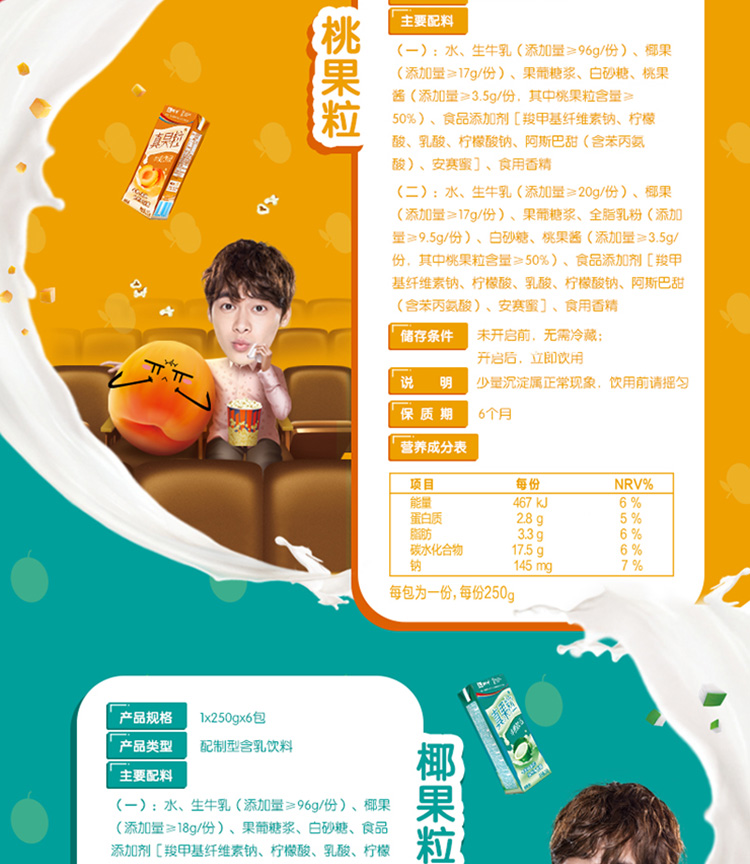 桃果粒
真果粒
主要配料
（一）：水、生牛乳（添加量≥96g/份）、椰果
（添加量≥17g/份）、果葡糖浆、白砂糖、桃果
酱（添加量≥3.5g/份，其中桃果粒含量≥
50%）、食品添加剂［羧甲基纤维素钠、柠檬
酸、乳酸、柠檬酸钠、阿斯巴甜（含苯丙氨
酸）、安赛蜜］、食用香精
（二）：水、生牛乳（添加量≥20g/份）、椰果
（添加量≥17g/份）、果葡糖浆、全脂乳粉（添加
量≥9.5g/份）、白砂糖、桃果酱（添加量≥3.5g/
份，其中桃果粒含量≥50%）、食品添加剂［羧甲
基纤维素钠、柠檬酸、乳酸、柠檬酸钠、阿斯巴甜
（含苯丙氨酸）、安赛蜜］、食用香精
储存条件 未开启前，无需冷藏；
开启后，立即饮用
说 明 少量沉淀属正常现象，饮用前请摇匀
保 质 期 6个月
营养成分表
项目 每份 NRV%
能量 467 kJ 6 %
蛋白质 2.8 g 5 %
脂肪 3.3 g 6 %
碳水化合物 17.5 g 6 %
钠 145 mg 7 %
每包为一份，每份250g
产品规格 1x250gx6包
产品类型 配制型含乳饮料
主要配料
（一）：水、生牛乳（添加量≥96g/份）、椰果
（添加量≥18g/份）、果葡糖浆、白砂糖、食品
添加剂［羧甲基纤维素钠、柠檬酸、乳酸、柠檬
椰果粒
真果粒